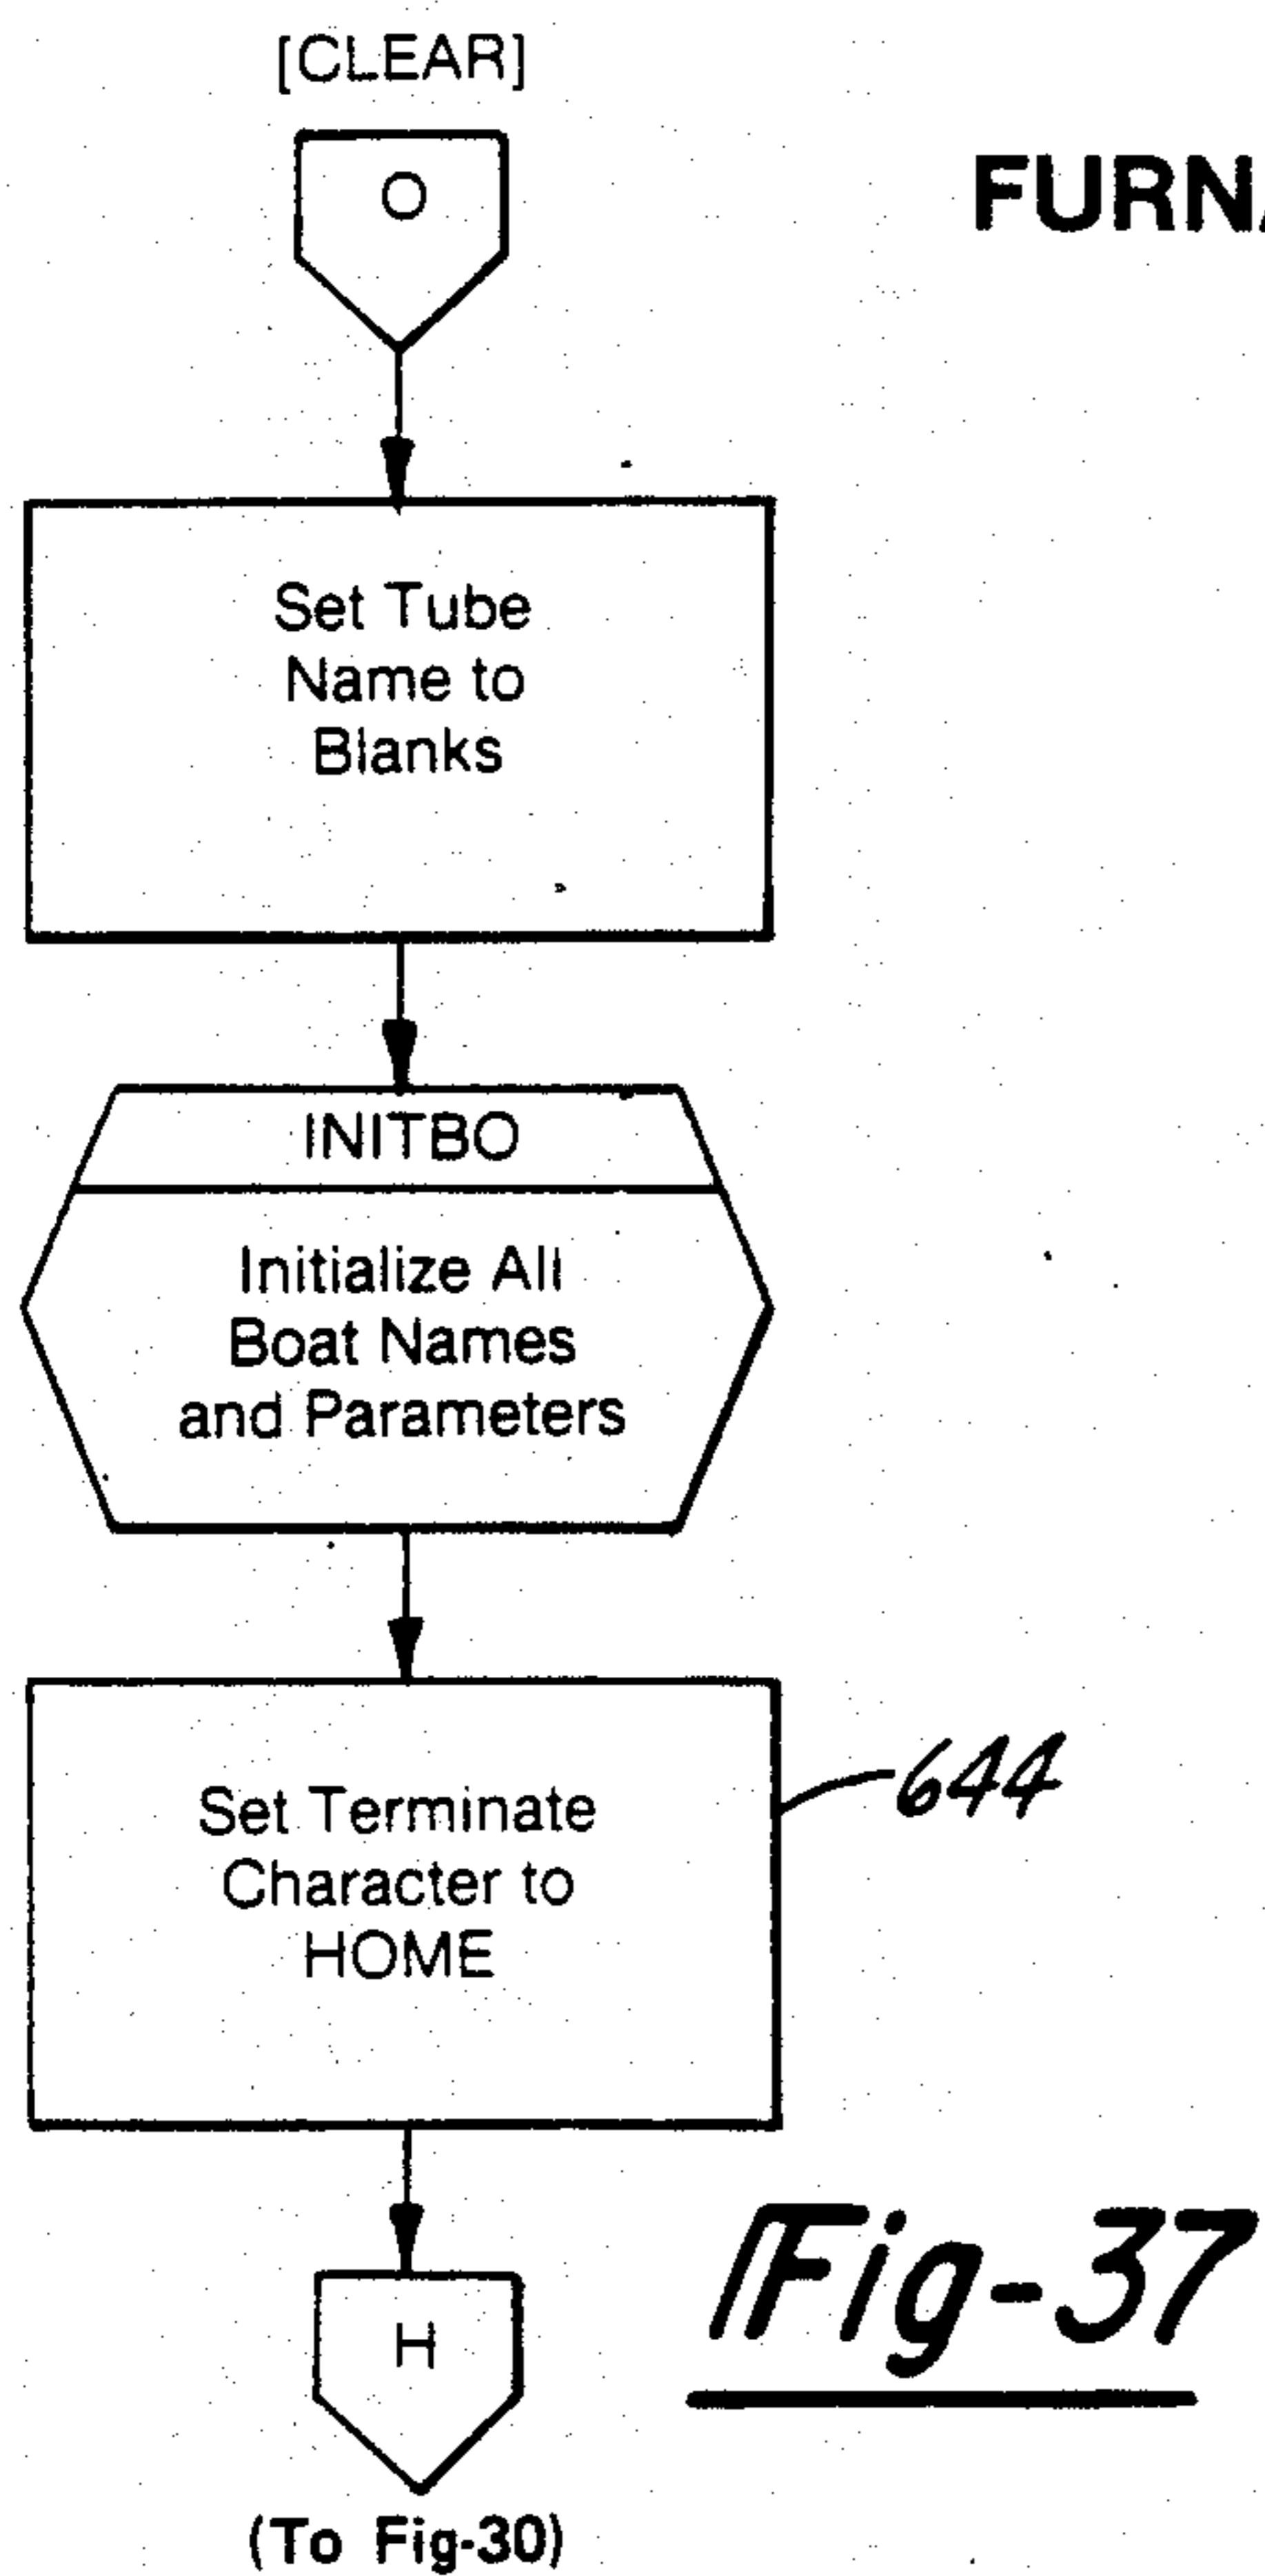 [CLEAR]
O
FURNA
Set Tube
Name to
Blanks
INITBO
Initialize All
Boat Names
and Parameters
Set Terminate
Character to
HOME
644
H
Fig-37
(To Fig-30)